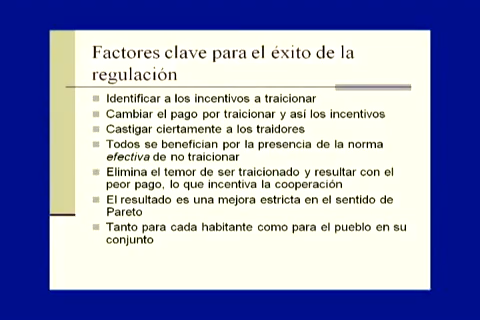 Factores clave para el éxito de la
regulación
Identificar a los incentivos a traicionar
Cambiar el pago por traicionar y así los incentivos
Castigar ciertamente a los traidores
Todos se benefician por la presencia de la norma
efectiva de no traicionar
Elimina el temor de ser traicionado y resultar con el
peor pago, lo que incentiva la cooperación
El resultado es una mejora estricta en el sentido de
Pareto
Tanto para cada habitante como para el pueblo en su
conjunto